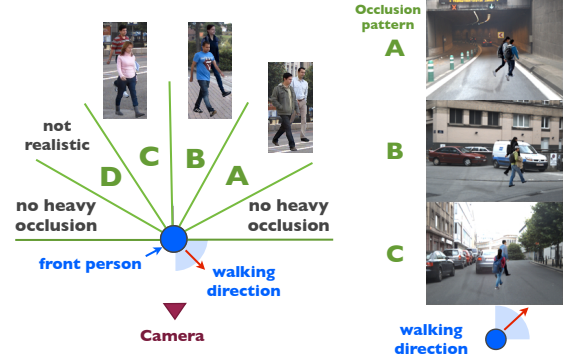 Occlusion
pattern
A
not
realistic
D
C
B
A
B
no heavy
occlusion
no heavy
occlusion
front person
walking
direction
C
Camera
walking
direction